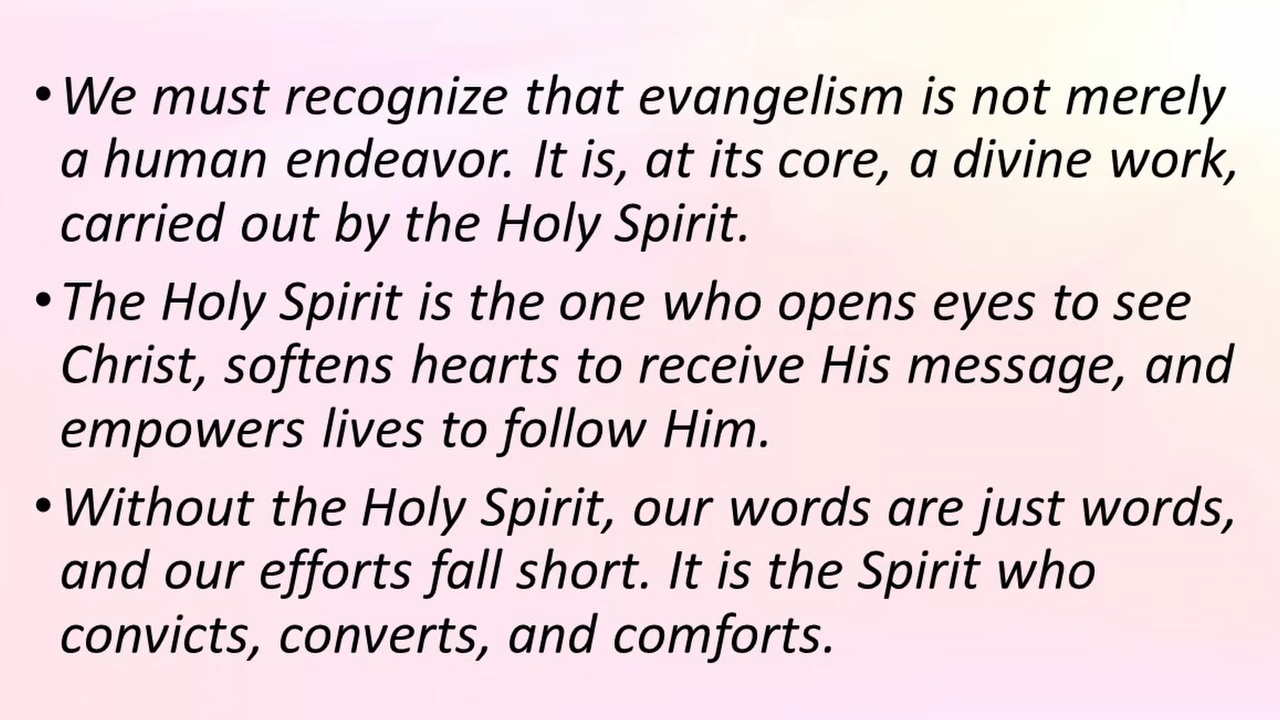 • We must recognize that evangelism is not merely
a human endeavor. It is, at its core, a divine work,
carried out by the Holy Spirit.
• The Holy Spirit is the one who opens eyes to see
Christ, softens hearts to receive His message, and
empowers lives to follow Him.
• Without the Holy Spirit, our words are just words,
and our efforts fall short. It is the Spirit who
convicts, converts, and comforts.